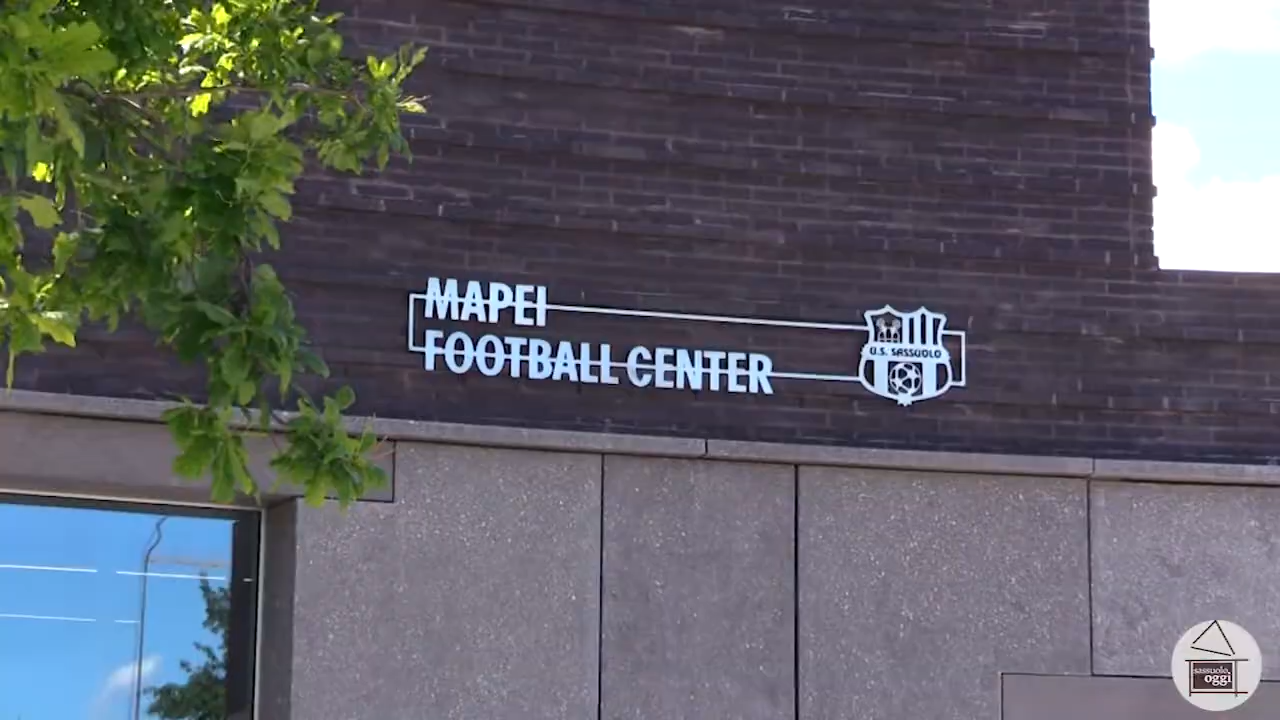 MAPEI
FOOTBALL CENTER
U.S. SASSUOLO
sassuolo.
oggi